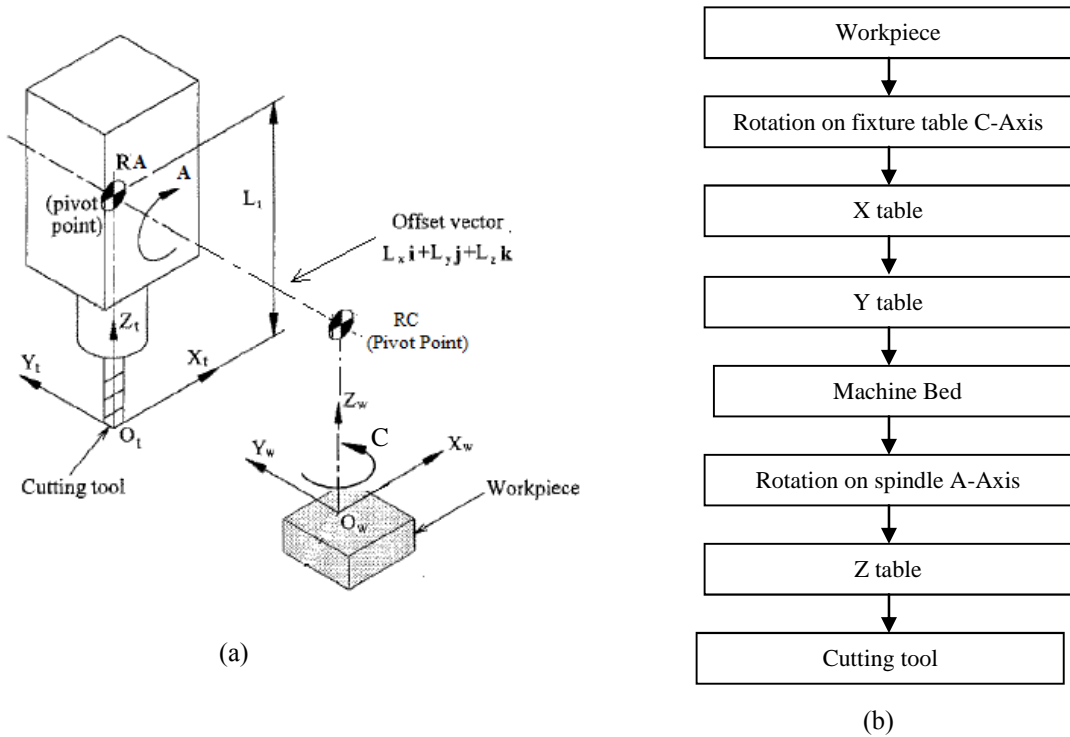 RA
(pivot
point)
A
L₁
Offset vector
Lₓ i+L_y j+L_z k
RC
(Pivot Point)
Z_t
Y_t
X_t
O_t
Cutting tool
Z_w
C
Y_w
X_w
O_w
Workpiece
(a)
Workpiece
Rotation on fixture table C-Axis
X table
Y table
Machine Bed
Rotation on spindle A-Axis
Z table
Cutting tool
(b)